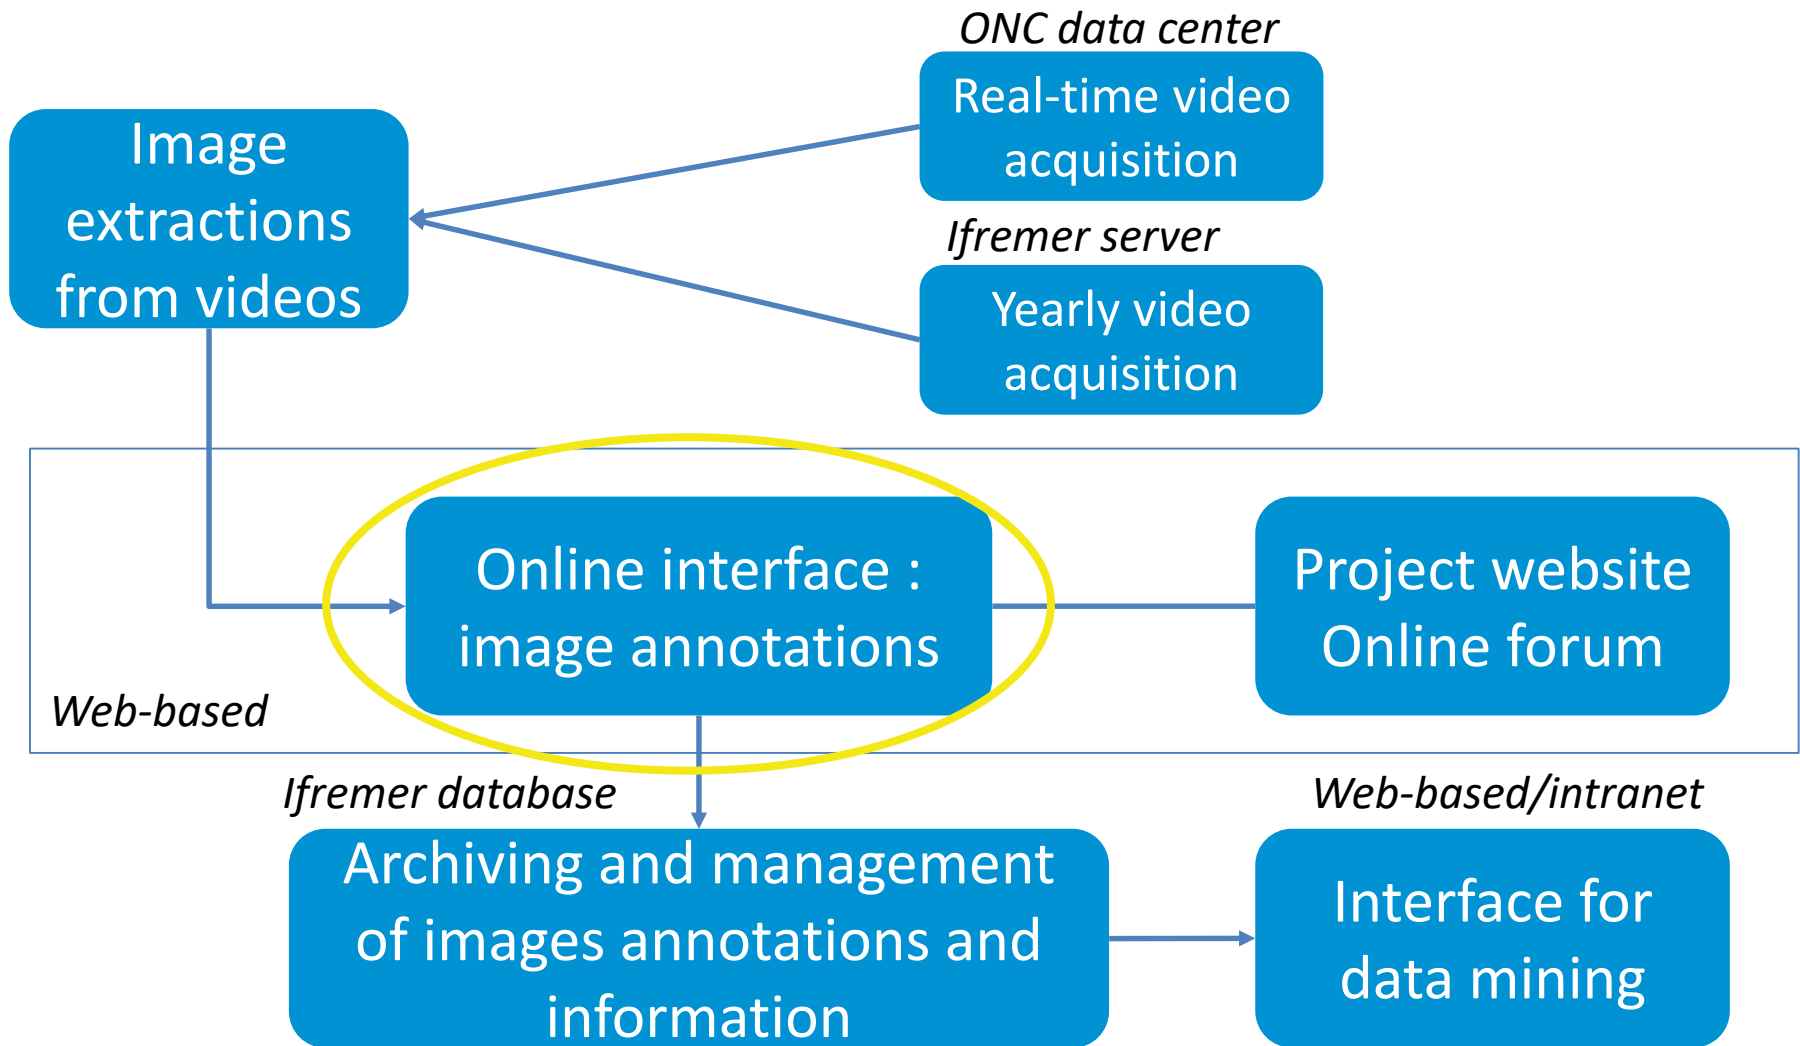 ONC data center
Real-time video
acquisition
Image
extractions
from videos
Ifremer server
Yearly video
acquisition
Online interface :
image annotations
Project website
Online forum
Web-based
Ifremer database
Archiving and management
of images annotations and
information
Web-based/intranet
Interface for
data mining